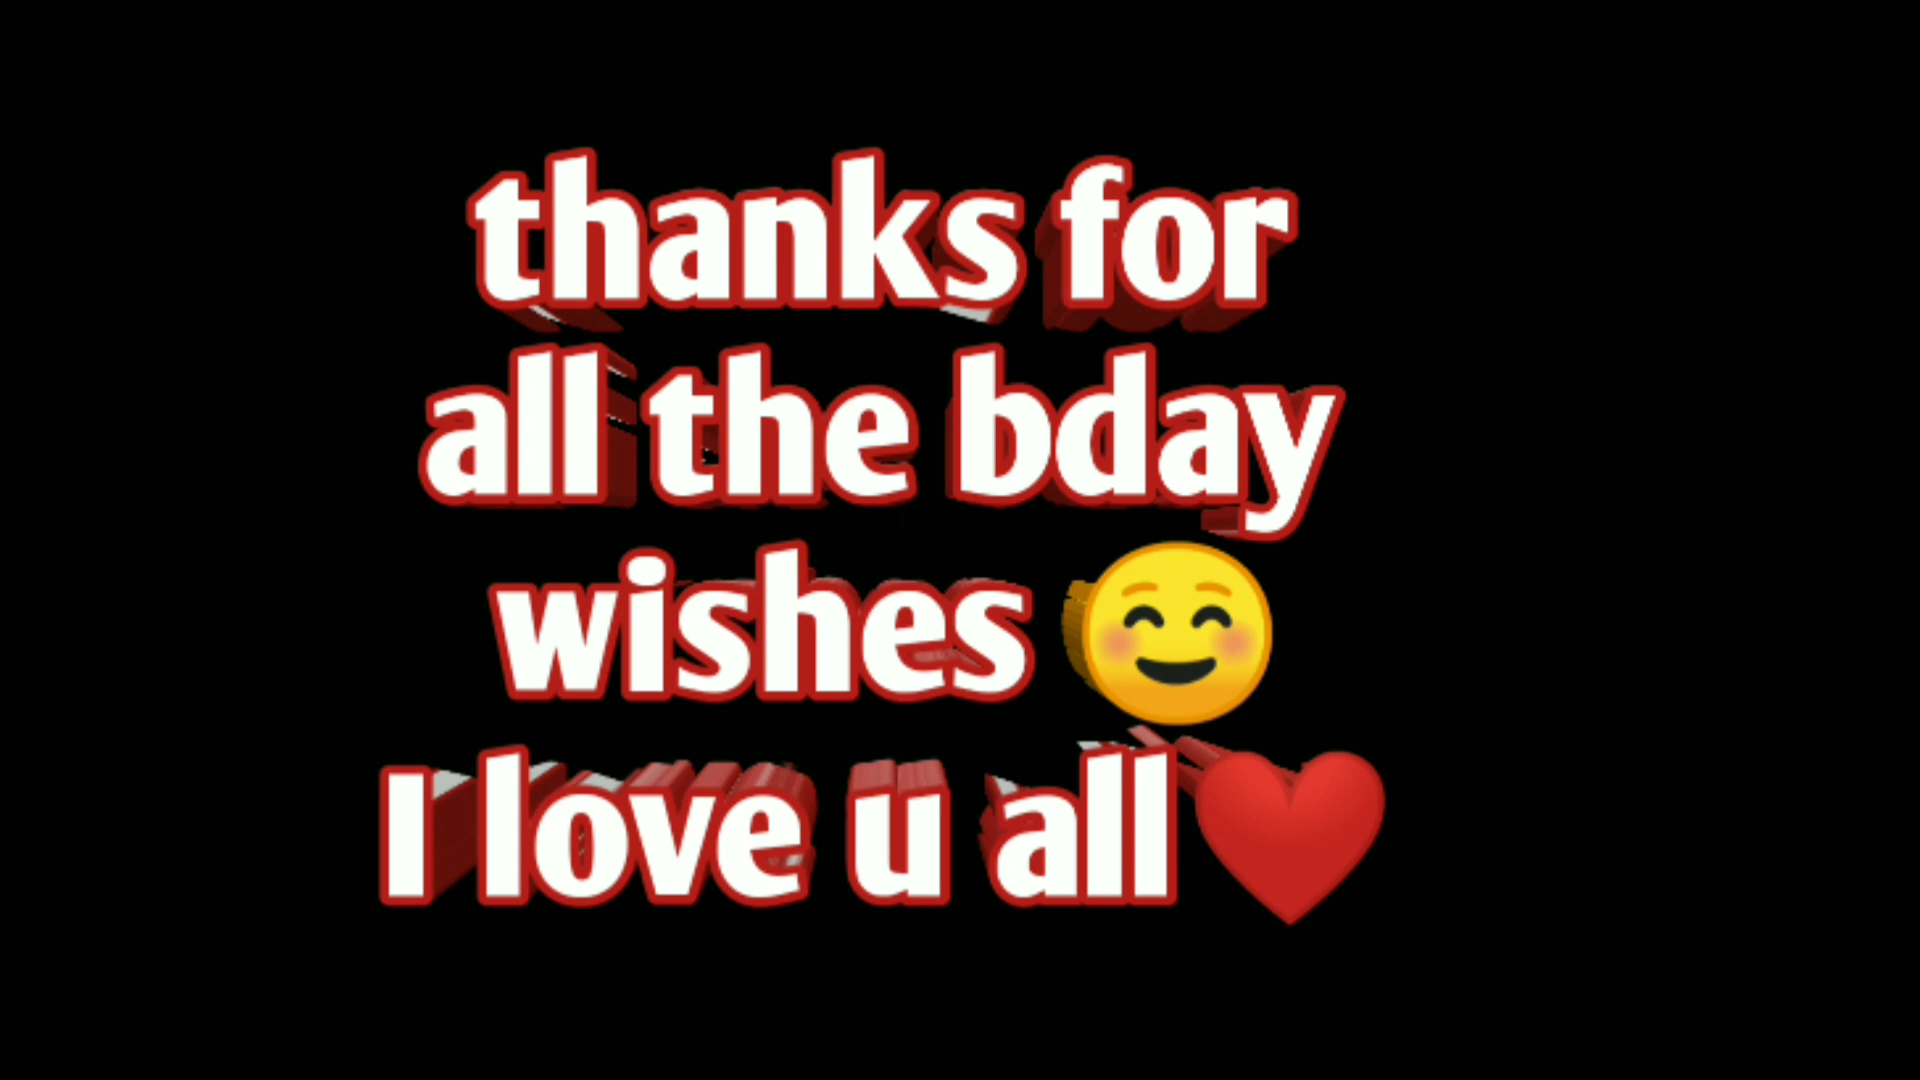 thanks for
all the bday
wishes ☺️
I love u all❤️